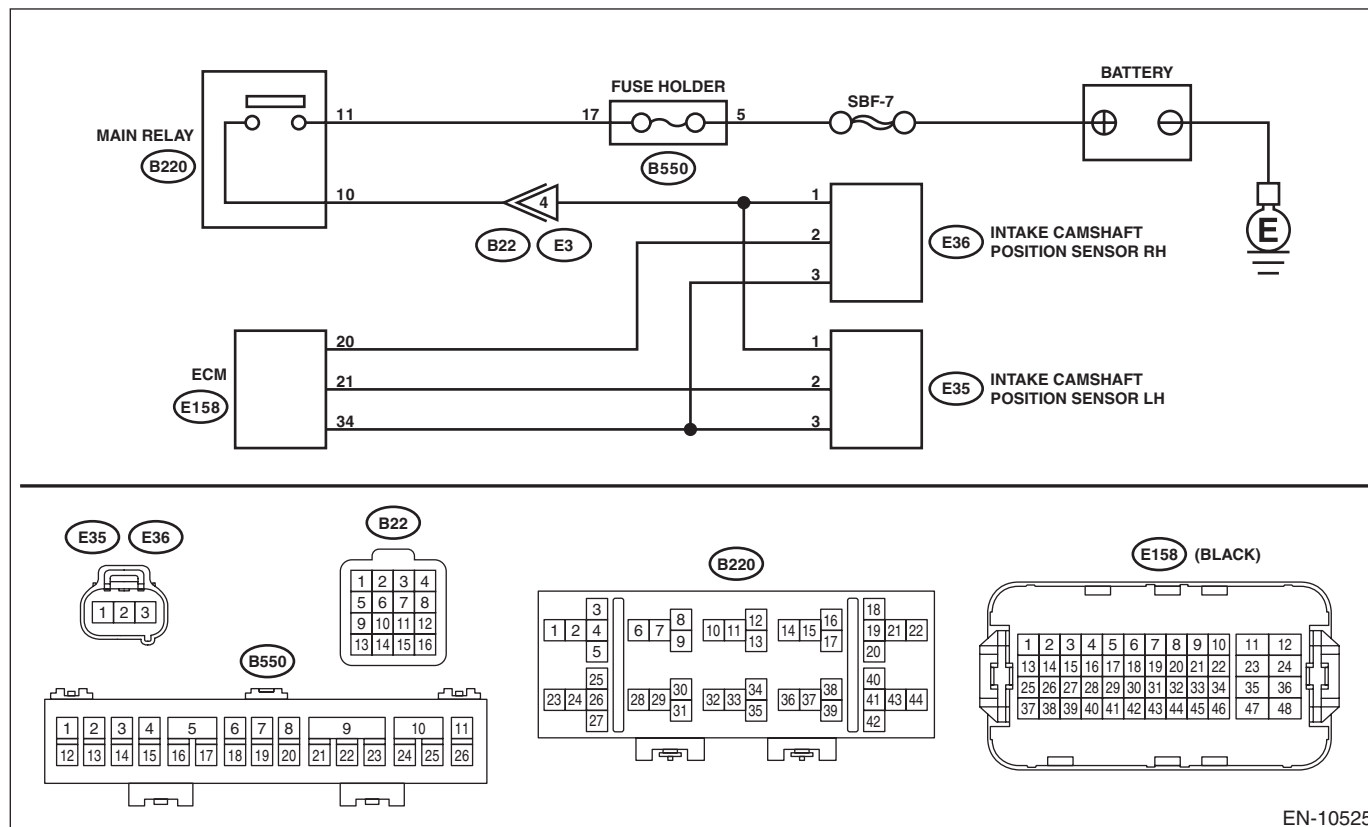 BATTERY
FUSE HOLDER
SBF-7
11
17
5
MAIN RELAY
B220
B550
10
4
1
B22
E3
2
E36
INTAKE CAMSHAFT
POSITION SENSOR RH
E
3
20
1
ECM
21
2
E35
INTAKE CAMSHAFT
POSITION SENSOR LH
E158
34
3
E35 E36
1 2 3
B22
1 2 3 4
5 6 7 8
9 10 11 12
13 14 15 16
B550
1 2 3 4 5 6 7 8 9 10 11
12 13 14 15 16 17 18 19 20 21 22 23 24 25 26
B220
3 8 12 16 18
1 2 4 6 7 10 11 14 15 19 21 22
5 9 13 17 20
25 30 34 38 40
23 24 26 28 29 32 33 36 37 41 43 44
27 31 35 39 42
E158 (BLACK)
1 2 3 4 5 6 7 8 9 10 11 12
13 14 15 16 17 18 19 20 21 22 23 24
25 26 27 28 29 30 31 32 33 34 35 36
37 38 39 40 41 42 43 44 45 46 47 48
EN-10525